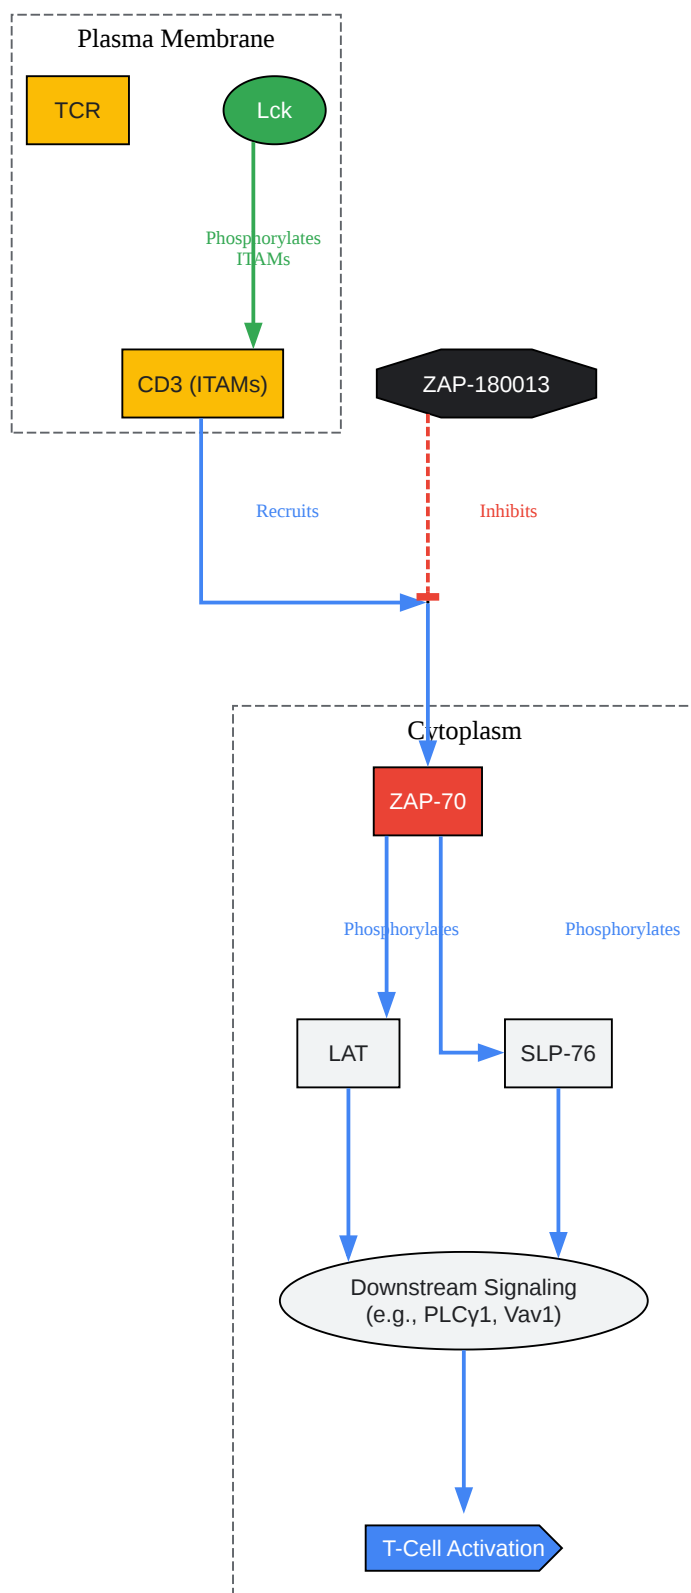 Plasma Membrane
TCR
Lck
Phosphorylates
ITAMs
CD3 (ITAMs)
ZAP-180013
Recruits
Inhibits
Cytoplasm
ZAP-70
Phosphorylates
Phosphorylates
LAT
SLP-76
Downstream Signaling
(e.g., PLCγ1, Vav1)
T-Cell Activation